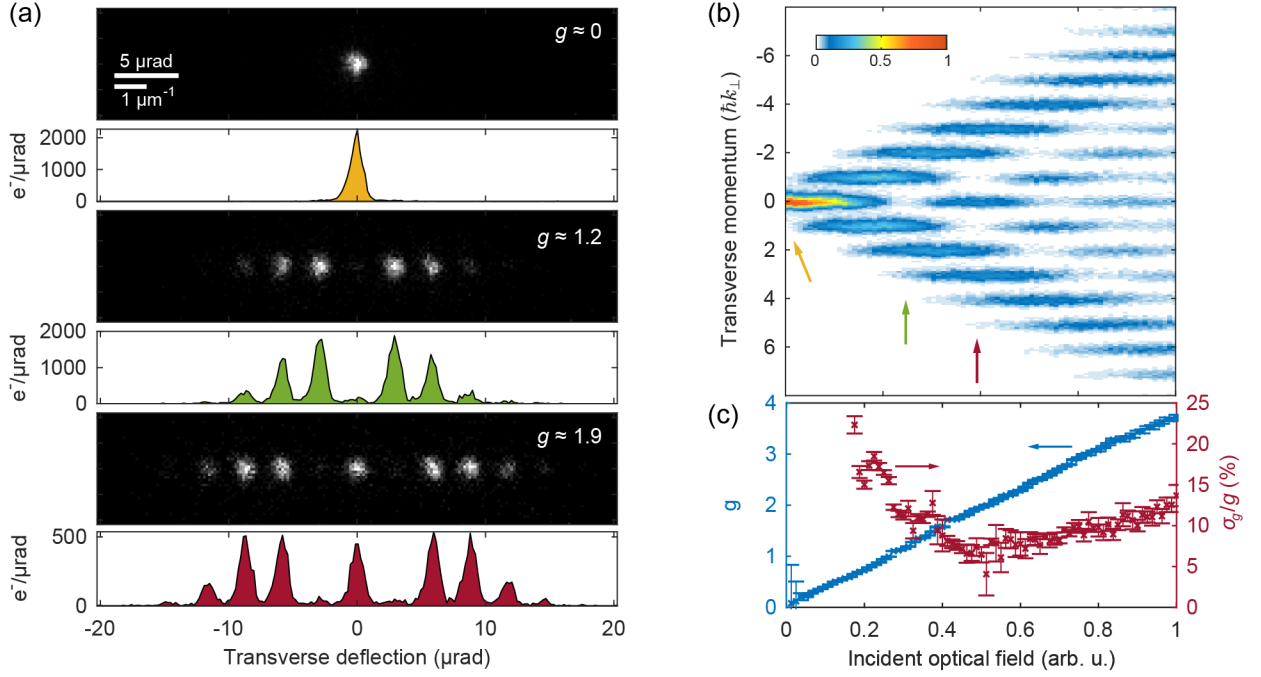 (a)
g ≈ 0
5 µrad
1 µm⁻¹
2000
1000
0
e⁻/µrad
g ≈ 1.2
2000
1000
0
e⁻/µrad
g ≈ 1.9
500
0
e⁻/µrad
-20 -10 0 10 20
Transverse deflection (µrad)
(b)
0 0.5 1
-6
-4
-2
0
2
4
6
Transverse momentum (ℏk⊥)
(c)
4
3
2
1
0
g
25
20
15
10
5
0
σg/g (%)
0 0.2 0.4 0.6 0.8 1
Incident optical field (arb. u.)